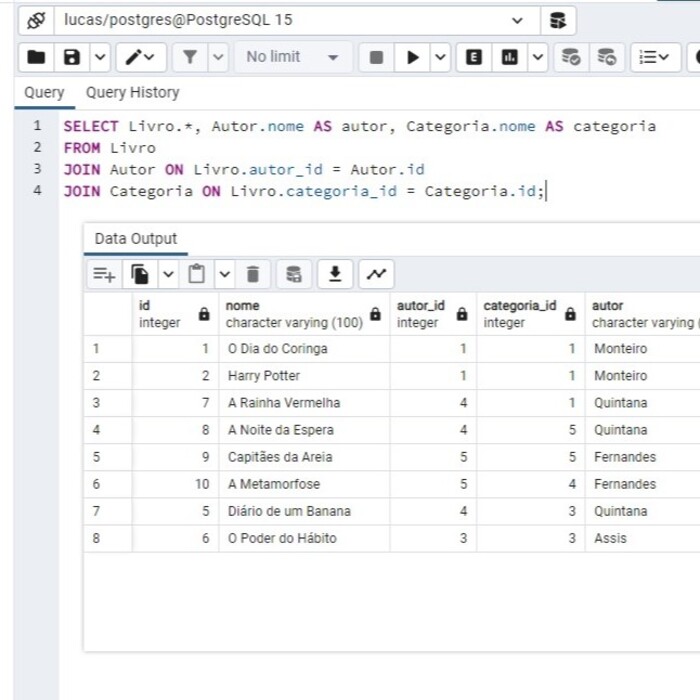 lucas/postgres@PostgreSQL 15
No limit
E
Query Query History
1 SELECT Livro.*, Autor.nome AS autor, Categoria.nome AS categoria
2 FROM Livro
3 JOIN Autor ON Livro.autor_id = Autor.id
4 JOIN Categoria ON Livro.categoria_id = Categoria.id;
Data Output
id nome autor_id categoria_id autor
integer character varying (100) integer integer character varying (
1 1 O Dia do Coringa 1 1 Monteiro
2 2 Harry Potter 1 1 Monteiro
3 7 A Rainha Vermelha 4 1 Quintana
4 8 A Noite da Espera 4 5 Quintana
5 9 Capitães da Areia 5 5 Fernandes
6 10 A Metamorfose 5 4 Fernandes
7 5 Diário de um Banana 4 3 Quintana
8 6 O Poder do Hábito 3 3 Assis